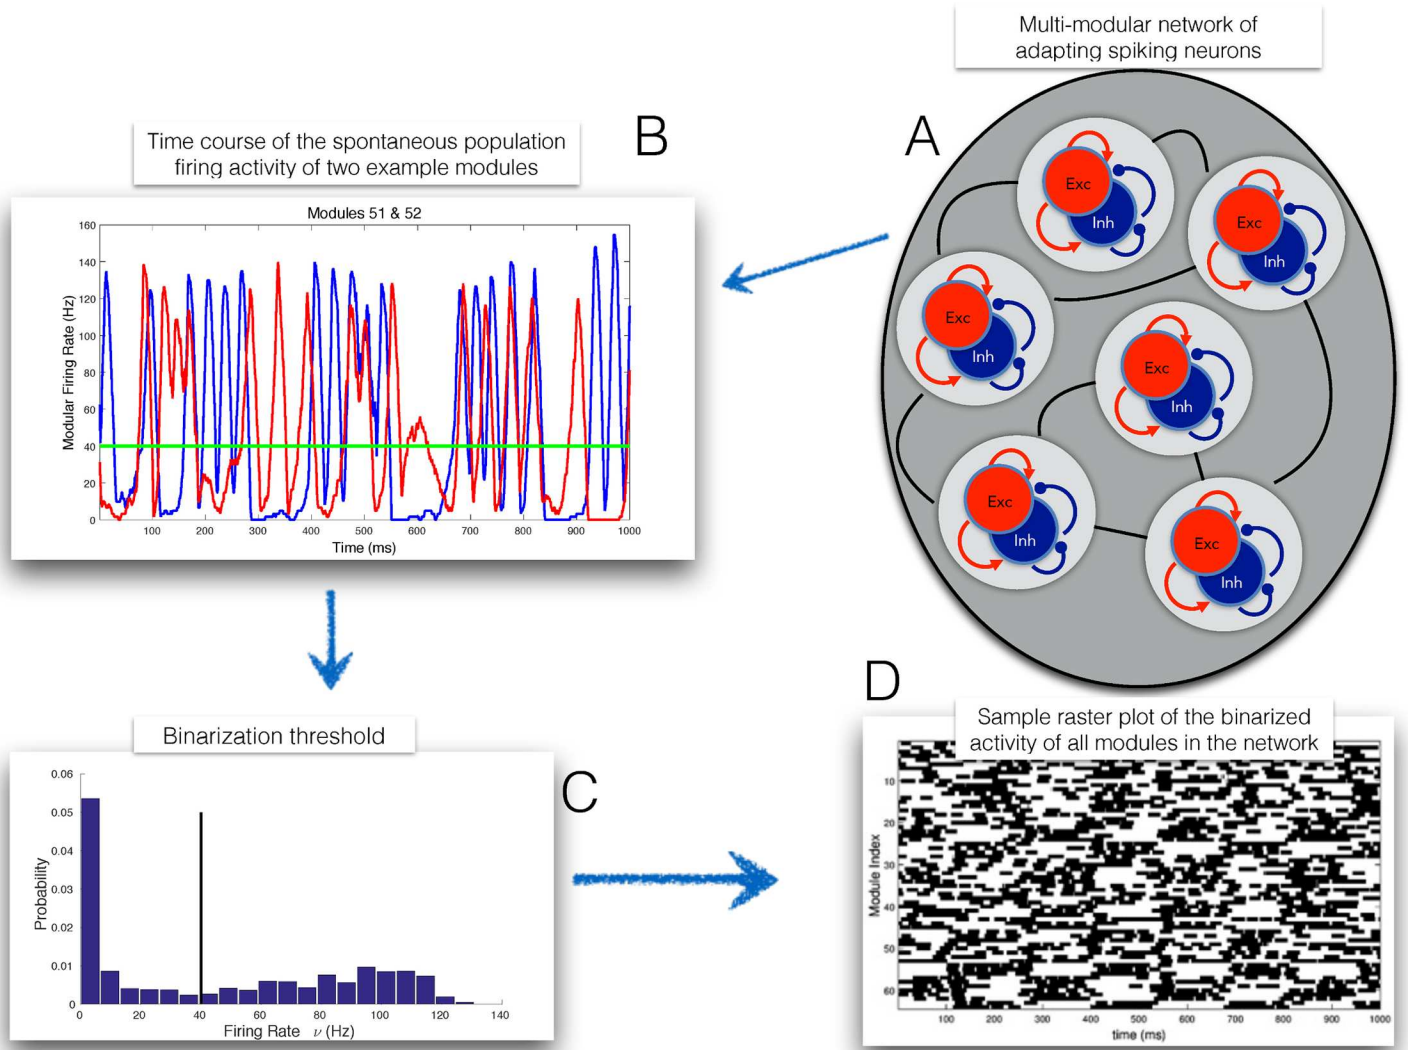 Multi-modular network of
adapting spiking neurons
A
Exc
Inh
Exc
Inh
Exc
Inh
Exc
Inh
Exc
Inh
Exc
Inh
B
Time course of the spontaneous population
firing activity of two example modules
Modules 51 & 52
Modular Firing Rate (Hz)
160
140
120
100
80
60
40
20
0
100 200 300 400 500 600 700 800 900 1000
Time (ms)
Binarization threshold
C
Probability
0.06
0.05
0.04
0.03
0.02
0.01
0
0 20 40 60 80 100 120 140
Firing Rate ν (Hz)
D
Sample raster plot of the binarized
activity of all modules in the network
Module Index
10
20
30
40
50
60
100 200 300 400 500 600 700 800 900 1000
time (ms)